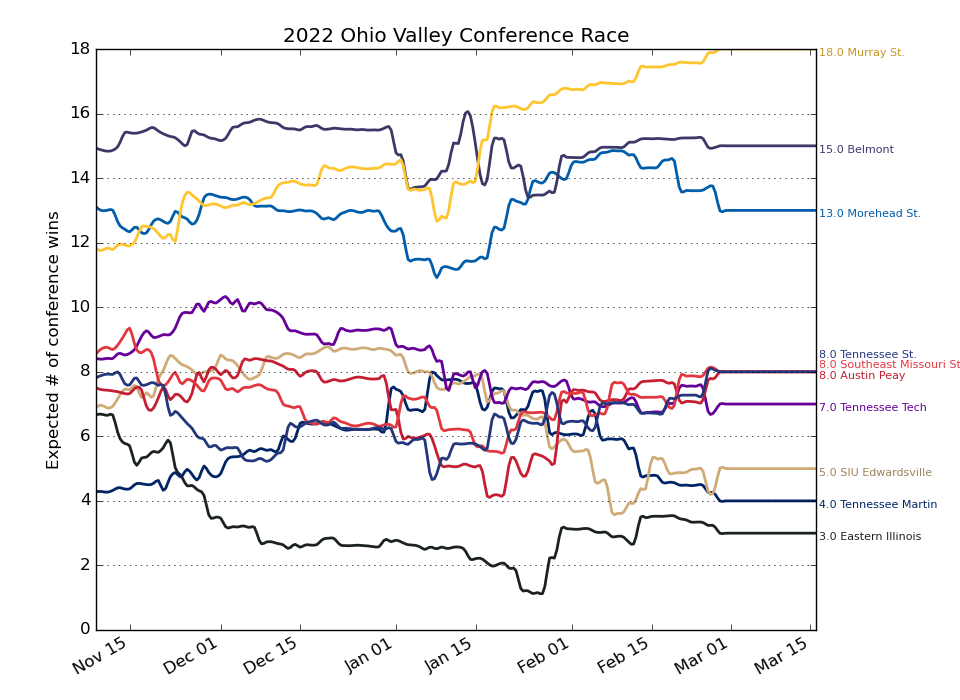 2022 Ohio Valley Conference Race
Expected # of conference wins
18
16
14
12
10
8
6
4
2
0
18.0 Murray St.
15.0 Belmont
13.0 Morehead St.
8.0 Tennessee St.
8.0 Southeast Missouri St
8.0 Austin Peay
7.0 Tennessee Tech
5.0 SIU Edwardsville
4.0 Tennessee Martin
3.0 Eastern Illinois
Nov 15
Dec 01
Dec 15
Jan 01
Jan 15
Feb 01
Feb 15
Mar 01
Mar 15